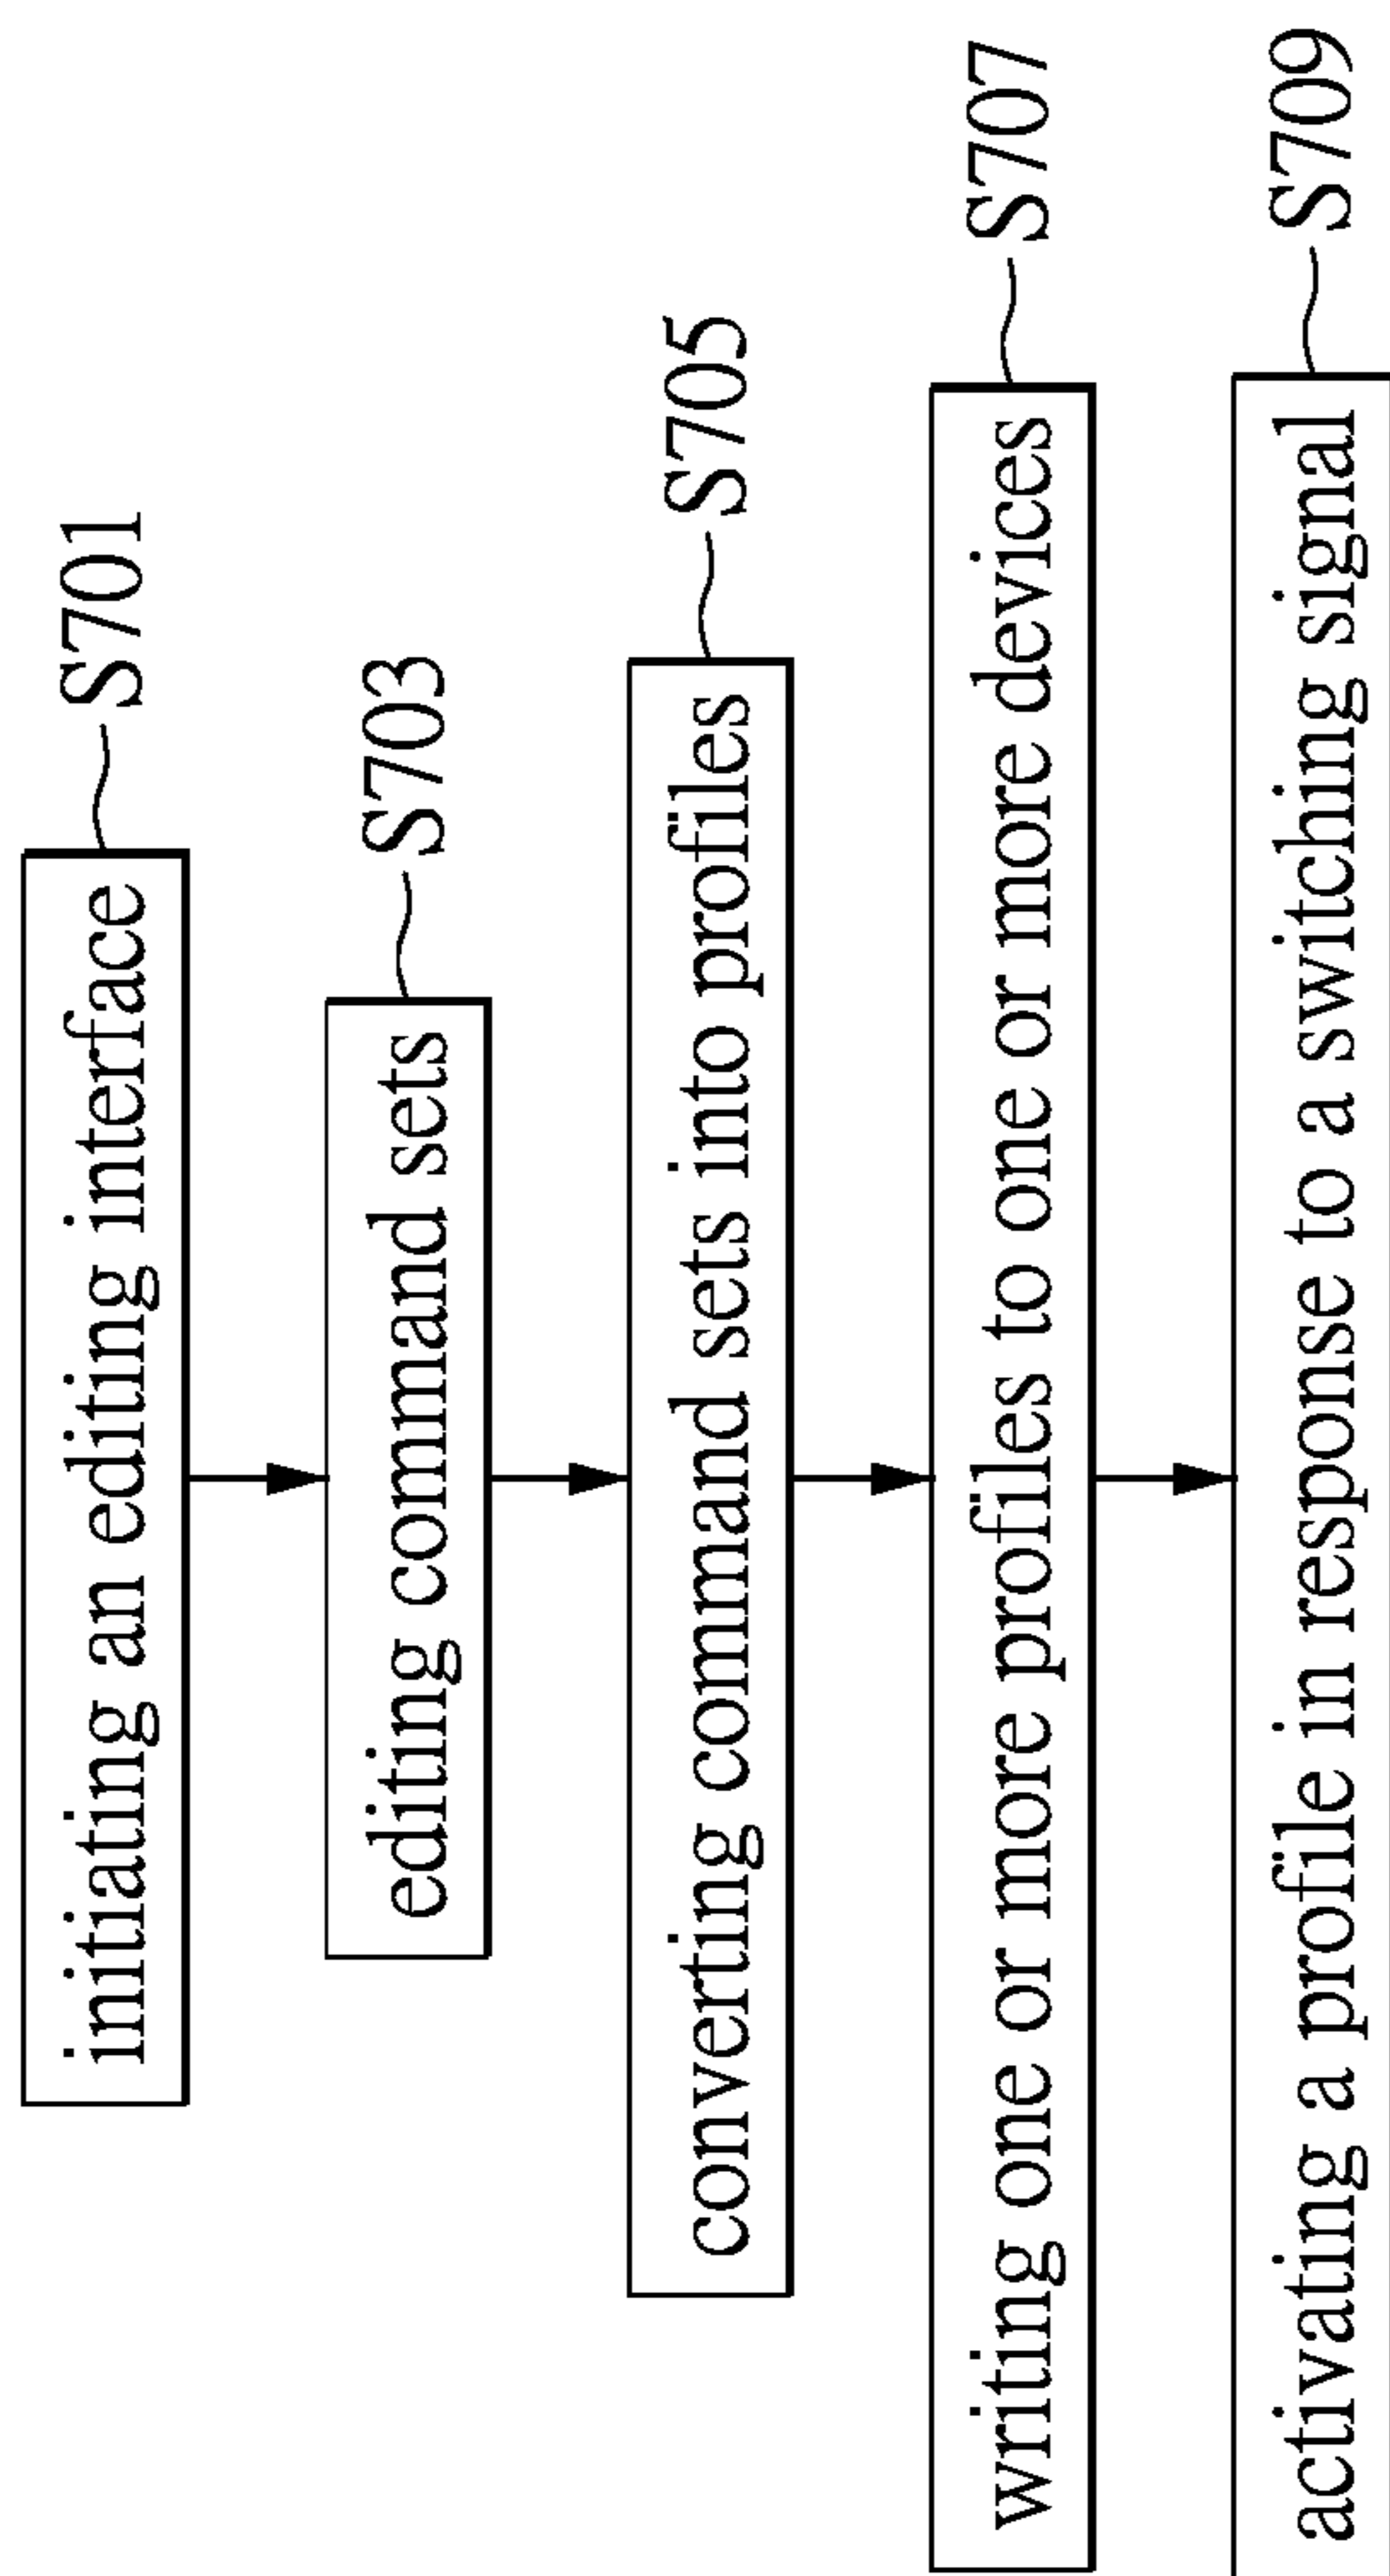 initiating an editing interface
S701
editing command sets
S703
converting command sets into profiles
S705
writing one or more profiles to one or more devices
S707
activating a profile in response to a switching signal
S709